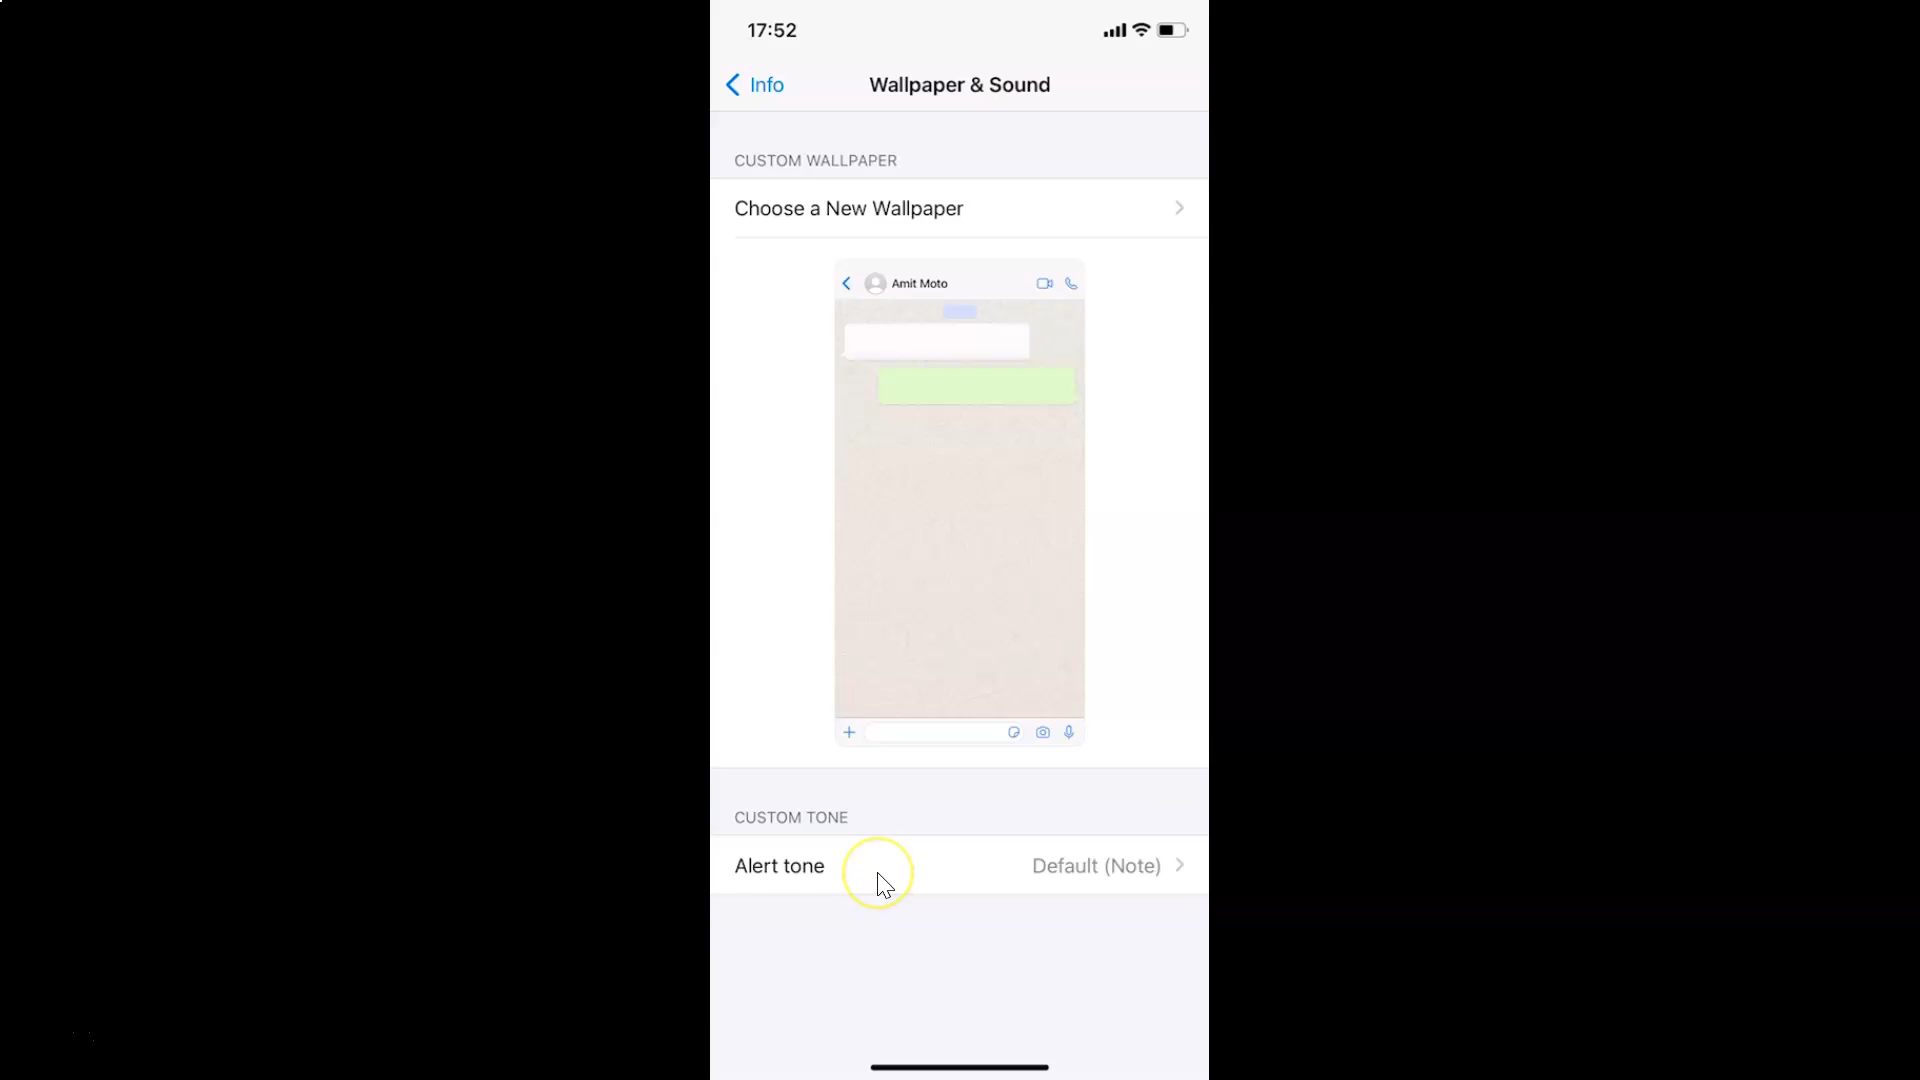 17:52
Info
Wallpaper & Sound
CUSTOM WALLPAPER
Choose a New Wallpaper
Amit Moto
CUSTOM TONE
Alert tone
Default (Note)